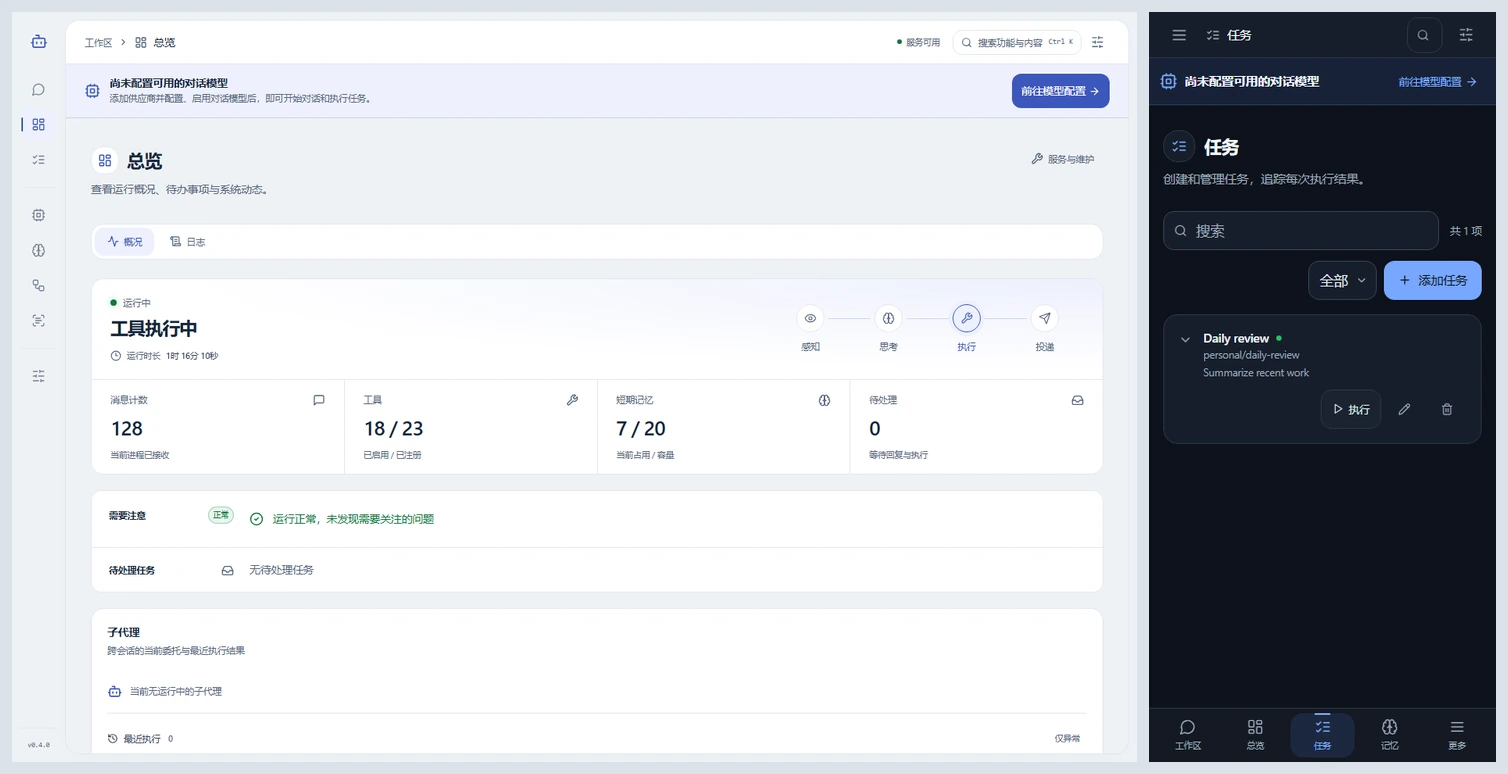 工作区 > 总览
服务可用
搜索功能与内容 Ctrl K
尚未配置可用的对话模型
添加供应商并配置、启用对话模型后，即可开始对话和执行任务。
前往模型配置 →
总览
服务与维护
查看运行概况、待办事项与系统动态。
概况
日志
运行中
工具执行中
运行时长 1时 16分 10秒
感知
思考
执行
投递
消息计数
128
当前进程已接收
工具
18 / 23
已启用 / 已注册
短期记忆
7 / 20
当前占用 / 容量
待处理
0
等待回复与执行
需要注意
正常
运行正常，未发现需要关注的问题
待处理任务
无待处理任务
子代理
跨会话的当前委托与最近执行结果
当前无运行中的子代理
最近执行 0
仅异常
v0.4.0
任务
尚未配置可用的对话模型
前往模型配置 →
任务
创建和管理任务，追踪每次执行结果。
搜索
共 1 项
全部
+ 添加任务
Daily review
personal/daily-review
Summarize recent work
执行
工作区
总览
任务
记忆
更多